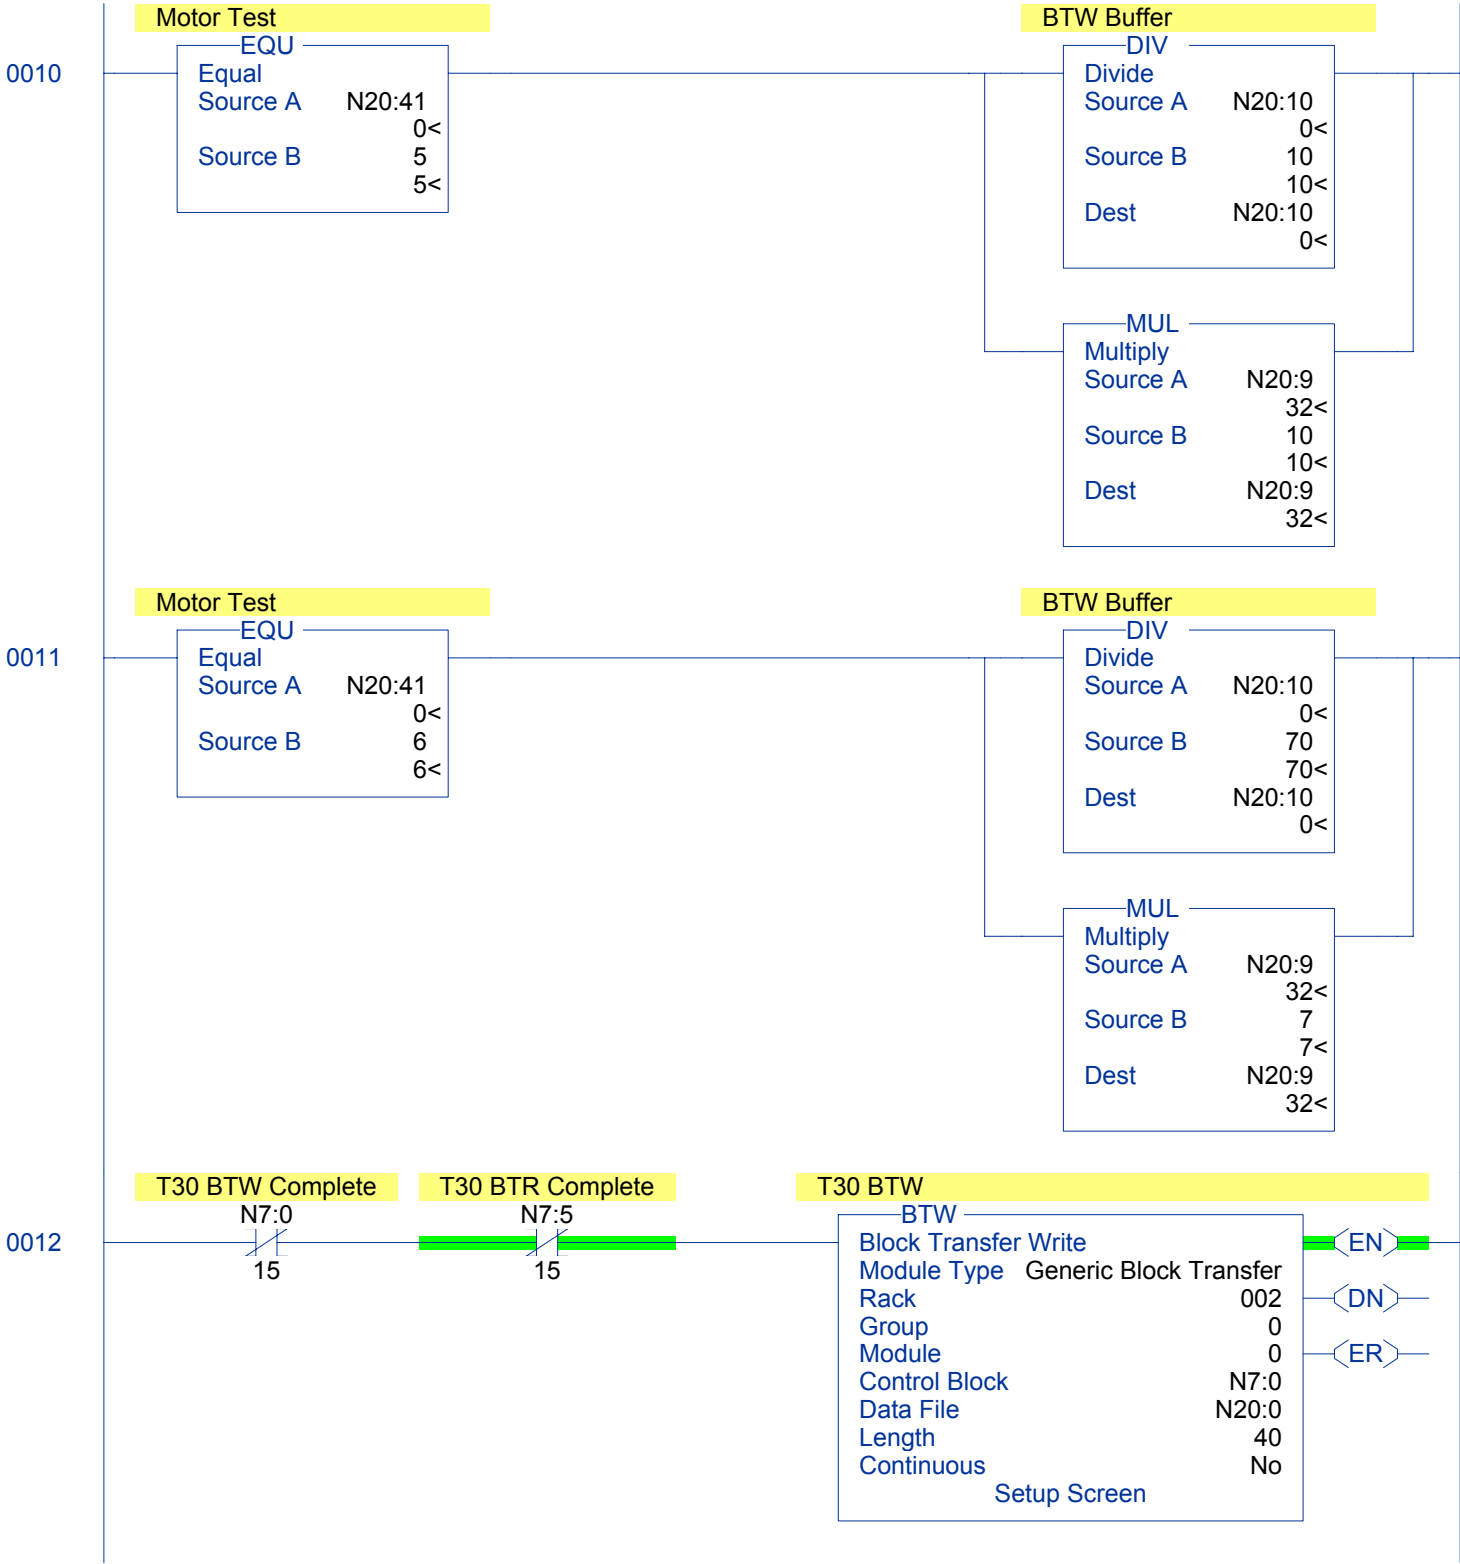 Motor Test
BTW Buffer
EQU
DIV
0010
Equal
Divide
Source A N20:41
Source A N20:10
0<
0<
Source B 5
Source B 10
5<
10<
Dest N20:10
0<
MUL
Multiply
Source A N20:9
32<
Source B 10
10<
Dest N20:9
32<
Motor Test
BTW Buffer
EQU
DIV
0011
Equal
Divide
Source A N20:41
Source A N20:10
0<
0<
Source B 6
Source B 70
6<
70<
Dest N20:10
0<
MUL
Multiply
Source A N20:9
32<
Source B 7
7<
Dest N20:9
32<
T30 BTW Complete
T30 BTR Complete
T30 BTW
N7:0
N7:5
BTW
0012
15
15
Block Transfer Write
EN
Module Type Generic Block Transfer
Rack 002
DN
Group 0
Module 0
ER
Control Block N7:0
Data File N20:0
Length 40
Continuous No
Setup Screen